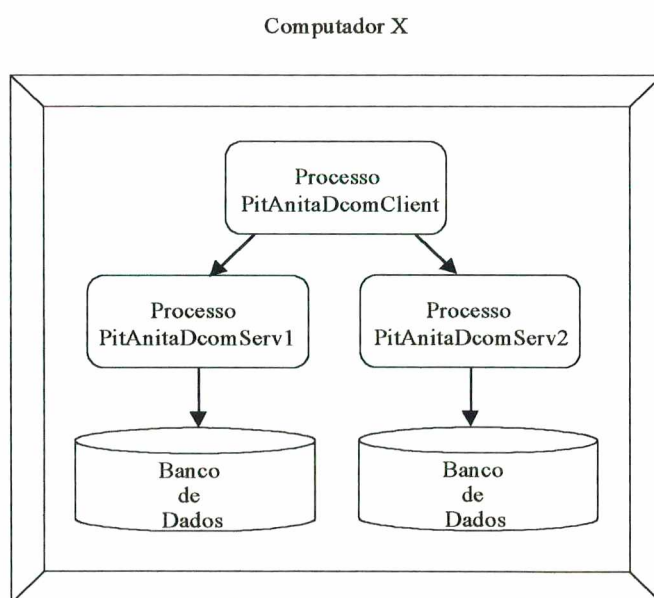 Computador X
Processo
PitAnitaDcomClient
Processo
PitAnitaDcomServ1
Processo
PitAnitaDcomServ2
Banco
de
Dados
Banco
de
Dados